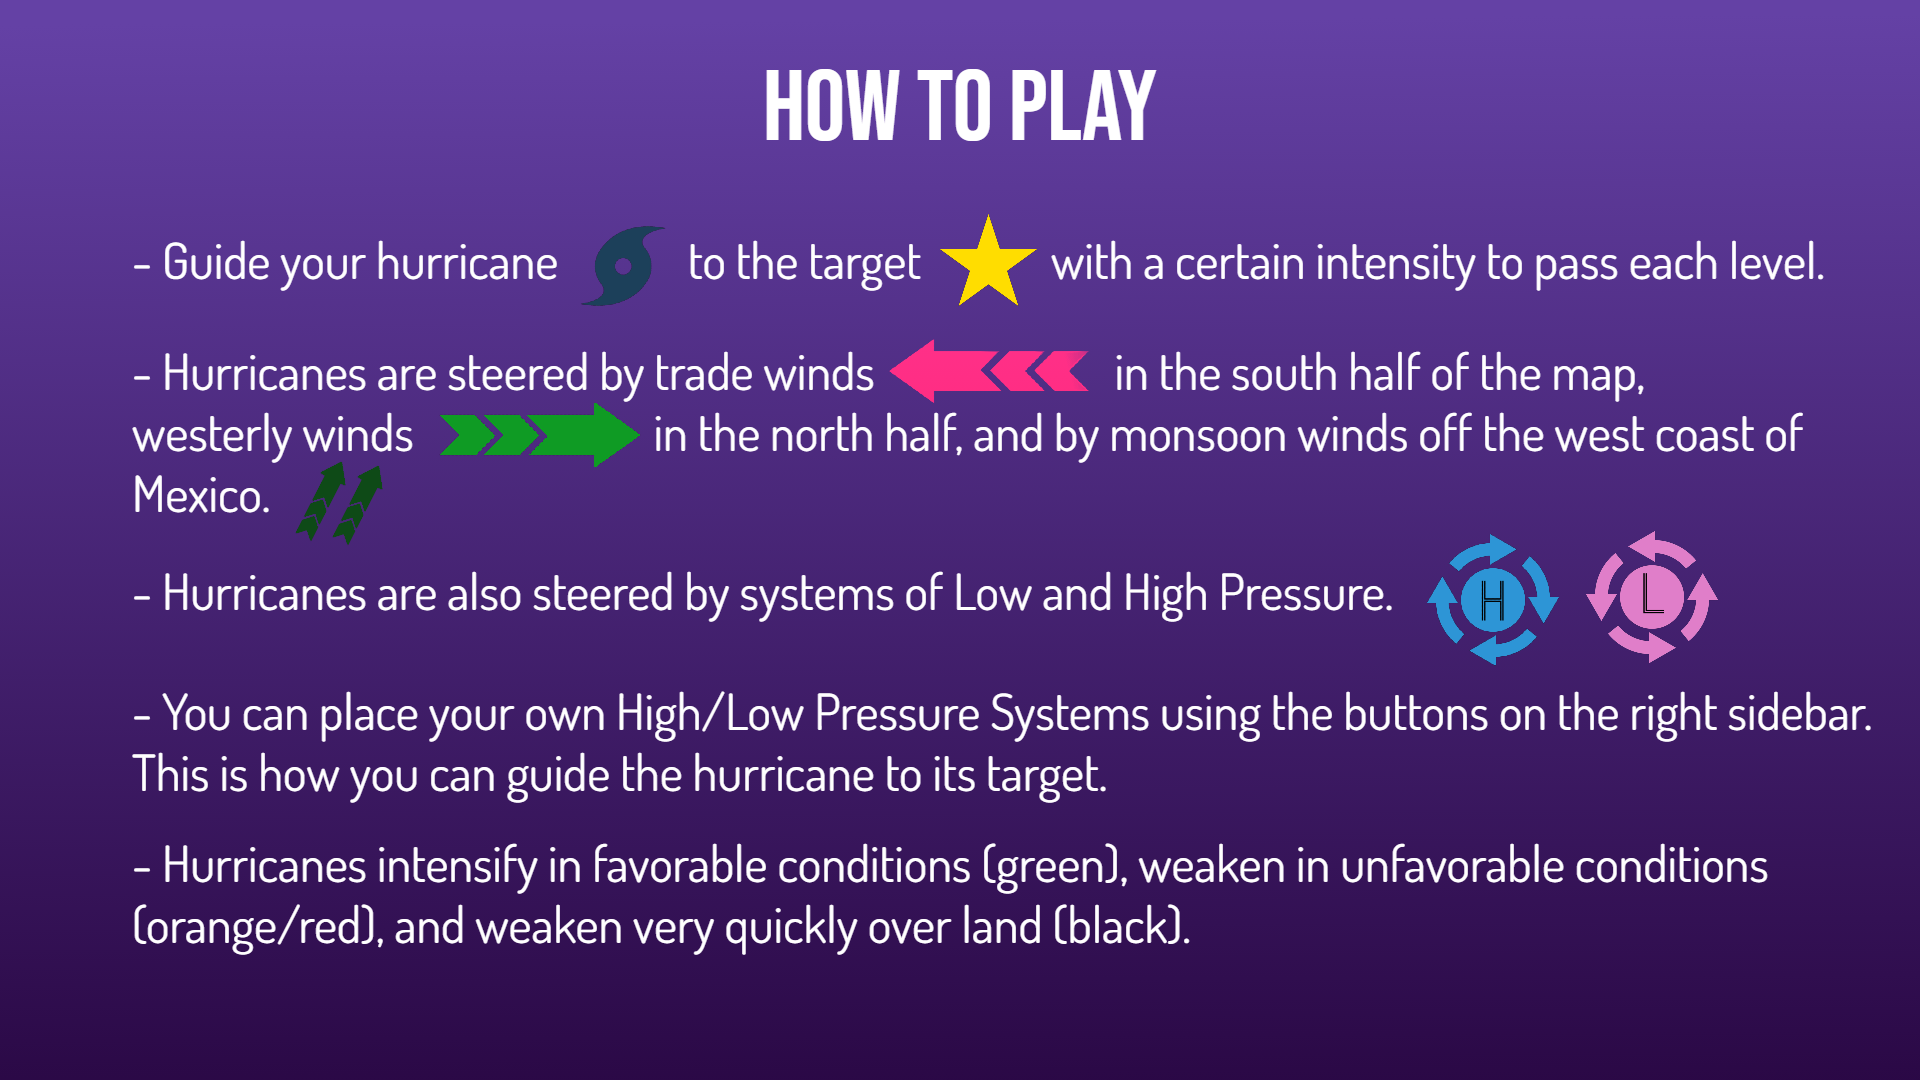 HOW TO PLAY
- Guide your hurricane to the target with a certain intensity to pass each level.
- Hurricanes are steered by trade winds in the south half of the map,
westerly winds in the north half, and by monsoon winds off the west coast of
Mexico.
- Hurricanes are also steered by systems of Low and High Pressure. H L
- You can place your own High/Low Pressure Systems using the buttons on the right sidebar.
This is how you can guide the hurricane to its target.
- Hurricanes intensify in favorable conditions (green), weaken in unfavorable conditions
(orange/red), and weaken very quickly over land (black).